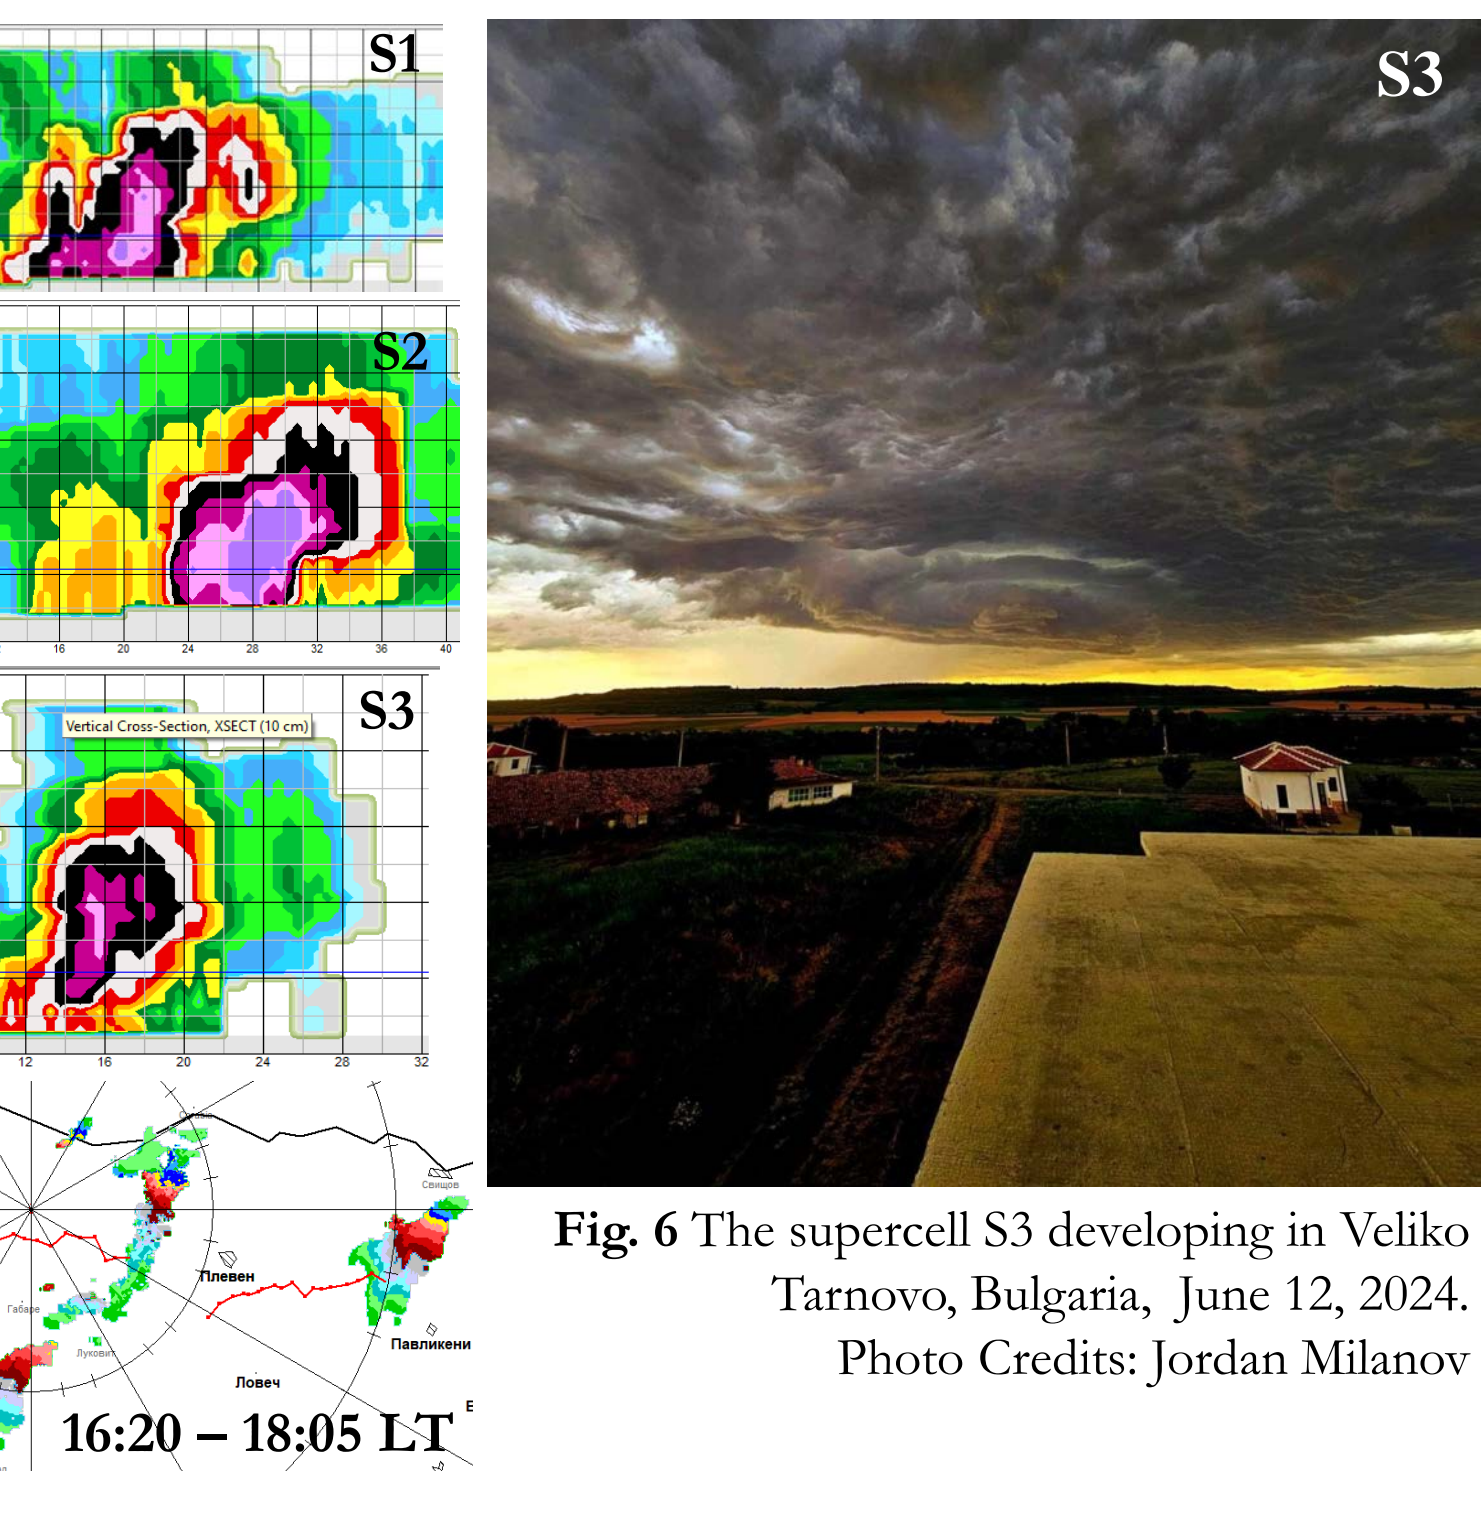 S1
S2
16 20 24 28 32 36 40
S3
Vertical Cross-Section, XSECT (10 cm)
12 16 20 24 28 32
Свищов
Плевен
Габаре
Павликени
Луковит
Ловеч
16:20 – 18:05 LT
S3
Fig. 6 The supercell S3 developing in Veliko
Tarnovo, Bulgaria, June 12, 2024.
Photo Credits: Jordan Milanov